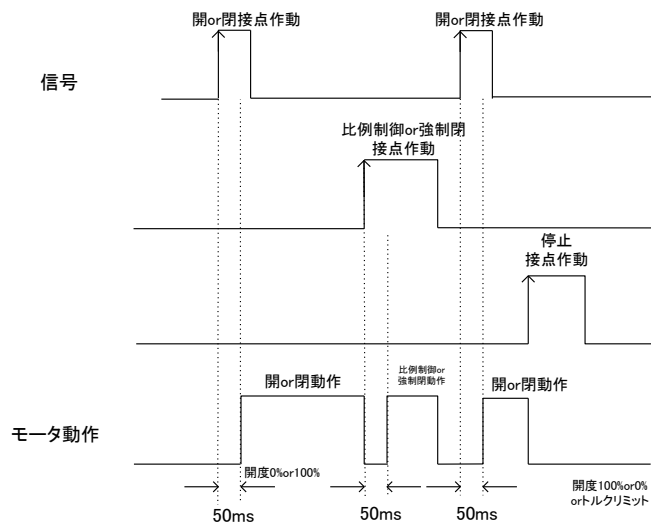 開or閉接点作動
開or閉接点作動
信号
比例制御or強制閉
接点作動
停止
接点作動
開or閉動作
比例制御or
強制閉動作
開or閉動作
モータ動作
開度0%or100%
開度100%or0%
orトルクリミット
50ms
50ms
50ms